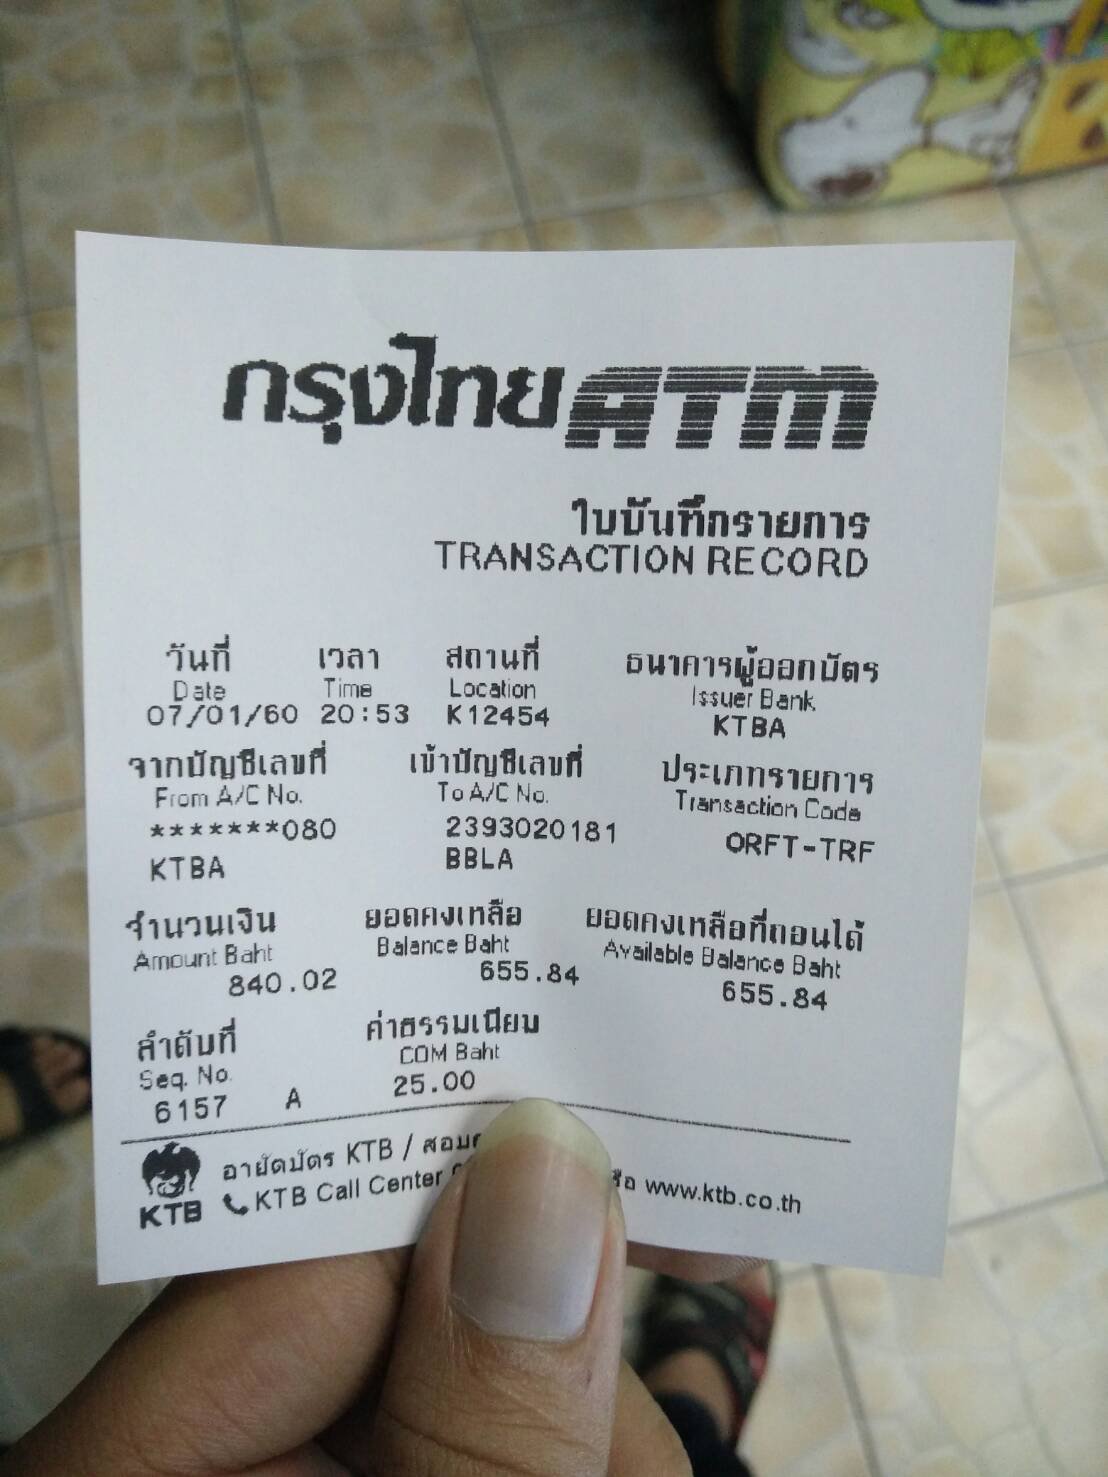 กรุงไทย ATM
ใบบันทึกรายการ
TRANSACTION RECORD
วันที่ เวลา สถานที่ ธนาคารผู้ออกบัตร
Date Time Location Issuer Bank
07/01/60 20:53 K12454 KTBA
จากบัญชีเลขที่ เข้าบัญชีเลขที่ ประเภทรายการ
From A/C No. To A/C No. Transaction Code
*******080 2393020181 ORFT-TRF
KTBA BBLA
จำนวนเงิน ยอดคงเหลือ ยอดคงเหลือที่ถอนได้
Amount Baht Balance Baht Available Balance Baht
840.02 655.84 655.84
ลำดับที่ ค่าธรรมเนียม
Seq. No. COM Baht
6157 A 25.00
อายัดบัตร KTB /
KTB KTB Call Center www.ktb.co.th